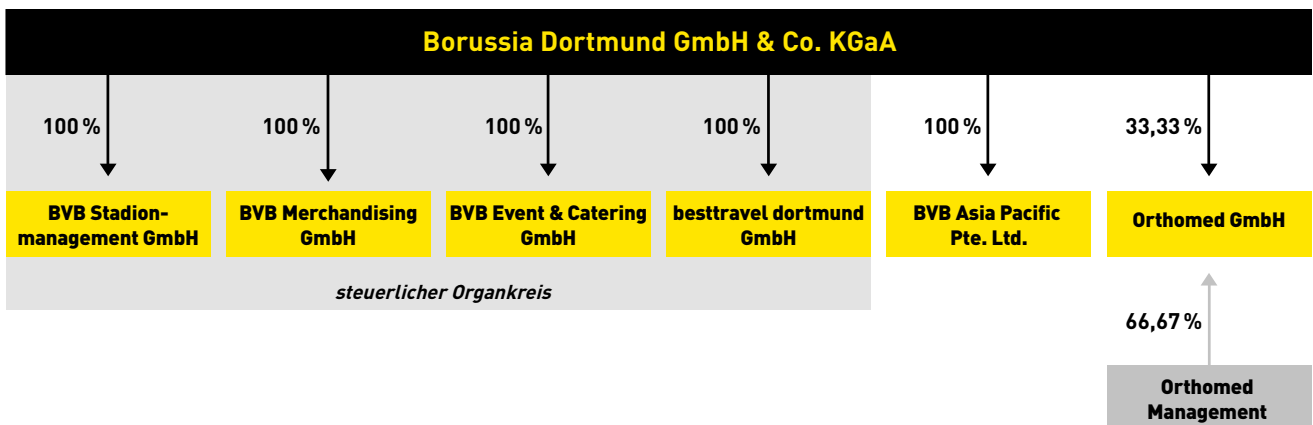 Borussia Dortmund GmbH & Co. KGaA
100 %
100 %
100 %
100 %
100 %
33,33 %
BVB Stadion-
management GmbH
BVB Merchandising
GmbH
BVB Event & Catering
GmbH
besttravel dortmund
GmbH
BVB Asia Pacific
Pte. Ltd.
Orthomed GmbH
steuerlicher Organkreis
66,67 %
Orthomed
Management